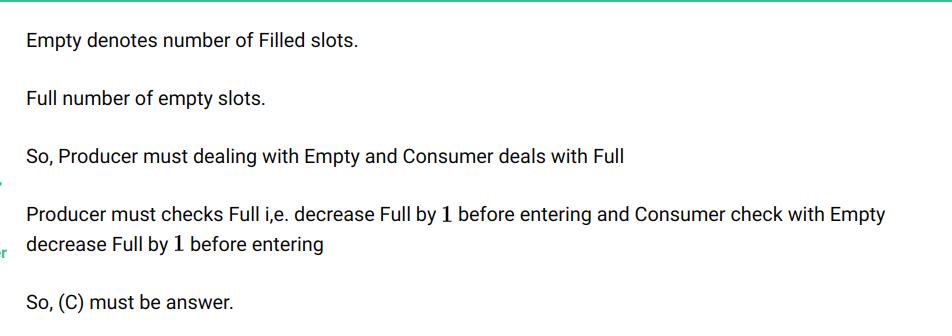 Empty denotes number of Filled slots.
Full number of empty slots.
So, Producer must dealing with Empty and Consumer deals with Full
Producer must checks Full i,e. decrease Full by 1 before entering and Consumer check with Empty
decrease Full by 1 before entering
So, (C) must be answer.